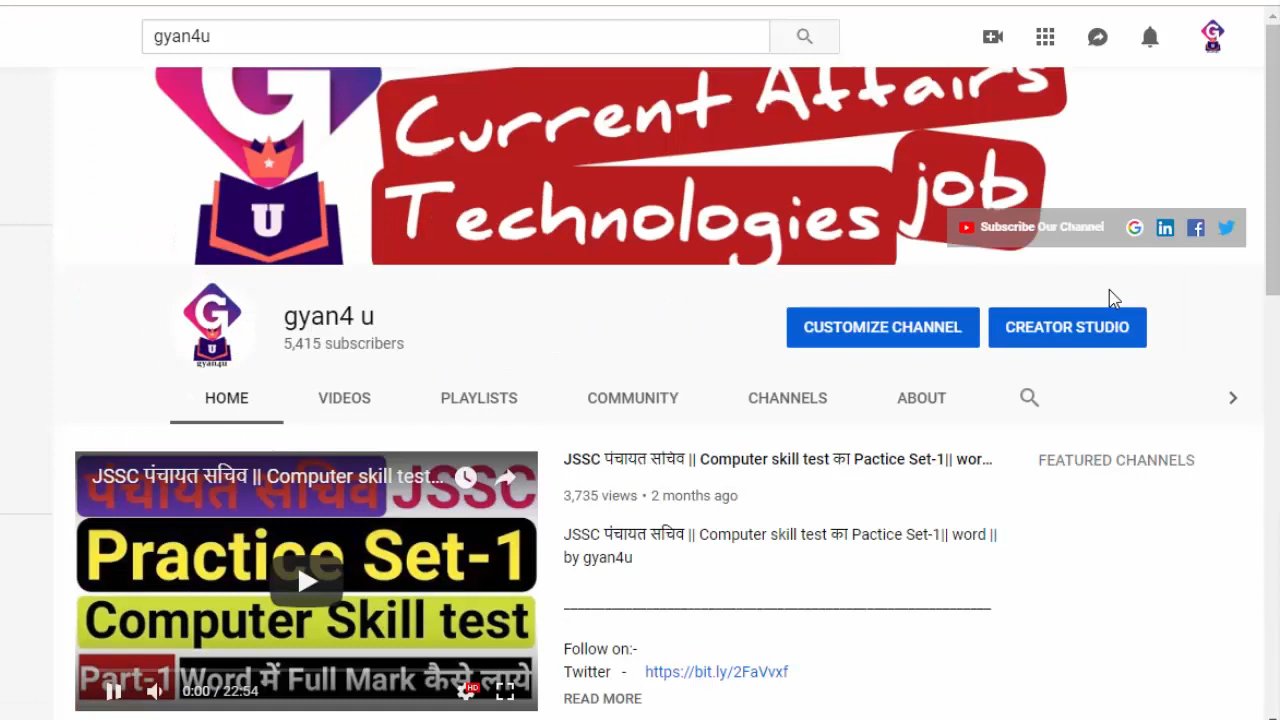 gyan4u
G
Current Affairs
Technologies job
U
Subscribe Our Channel
G
U
gyan4u
gyan4 u
5,415 subscribers
CUSTOMIZE CHANNEL
CREATOR STUDIO
HOME
VIDEOS
PLAYLISTS
COMMUNITY
CHANNELS
ABOUT
JSSC पंचायत सचिव || Computer skill test...
पंचायत सचिव JSSC
Practice Set-1
Computer Skill test
Part-1 Word में Full Mark कैसे लाये
0:00 / 22:54
HD
JSSC पंचायत सचिव || Computer skill test का Pactice Set-1|| wor...
3,735 views • 2 months ago
JSSC पंचायत सचिव || Computer skill test का Pactice Set-1|| word ||
by gyan4u
Follow on:-
Twitter - https://bit.ly/2FaVvxf
READ MORE
FEATURED CHANNELS